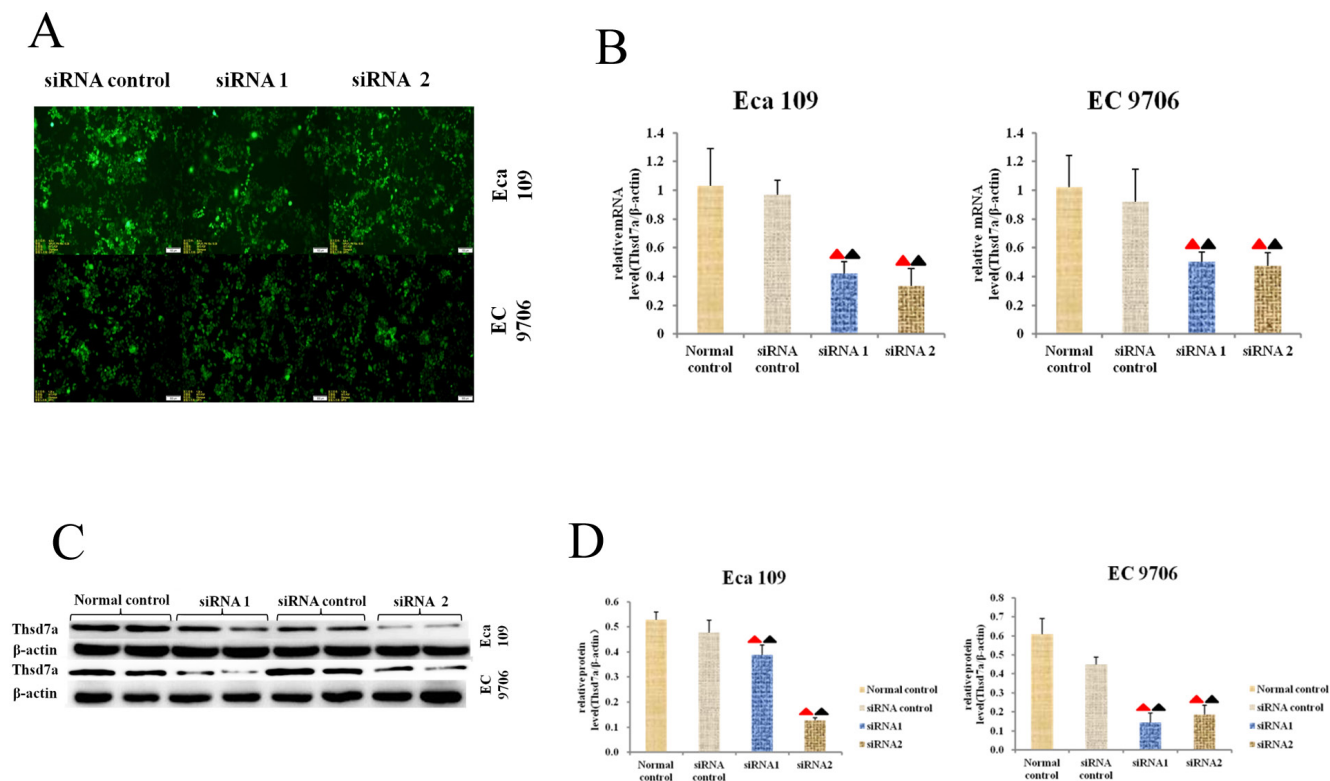 A
siRNA control siRNA 1 siRNA 2
Eca
109
EC
9706
B
Eca 109
relative mRNA
level(Thsd7a/β-actin)
1.4
1.2
1
0.8
0.6
0.4
0.2
0
Normal
control
siRNA
control
siRNA 1
siRNA 2
EC 9706
relative mRNA
level(Thsd7a/β-actin)
1.4
1.2
1
0.8
0.6
0.4
0.2
0
Normal
control
siRNA
control
siRNA 1
siRNA 2
C
Normal control siRNA 1 siRNA control siRNA 2
Thsd7a
β-actin
Thsd7a
β-actin
Eca
109
EC
9706
D
Eca 109
relative protein
level(Thsd7a/β-actin)
0.6
0.5
0.4
0.3
0.2
0.1
0.0
Normal
control
siRNA
control
siRNA1
siRNA2
Normal control
siRNA control
siRNA1
siRNA2
EC 9706
relative protein
level(Thsd7a/β-actin)
0.8
0.7
0.6
0.5
0.4
0.3
0.2
0.1
0
Normal
control
siRNA
control
siRNA1
siRNA2
Normal control
siRNA control
siRNA1
siRNA2